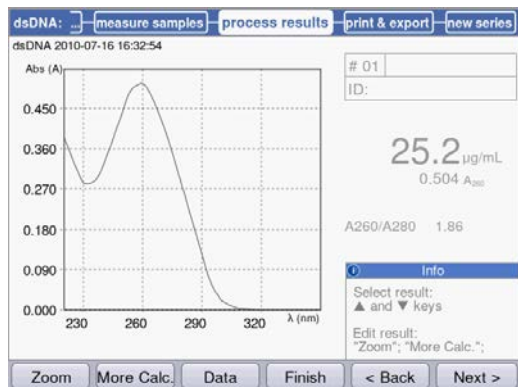 dsDNA: ... measure samples process results print & export new series
dsDNA 2010-07-16 16:32:54
Abs (A)
0.450
0.360
0.270
0.180
0.090
0.000
230 260 290 320 λ (nm)
# 01
ID:
25.2 µg/mL
0.504 A260
A260/A280 1.86
Info
Select result:
▲ and ▼ keys
Edit result:
"Zoom"; "More Calc.";
Zoom More Calc. Data Finish < Back Next >